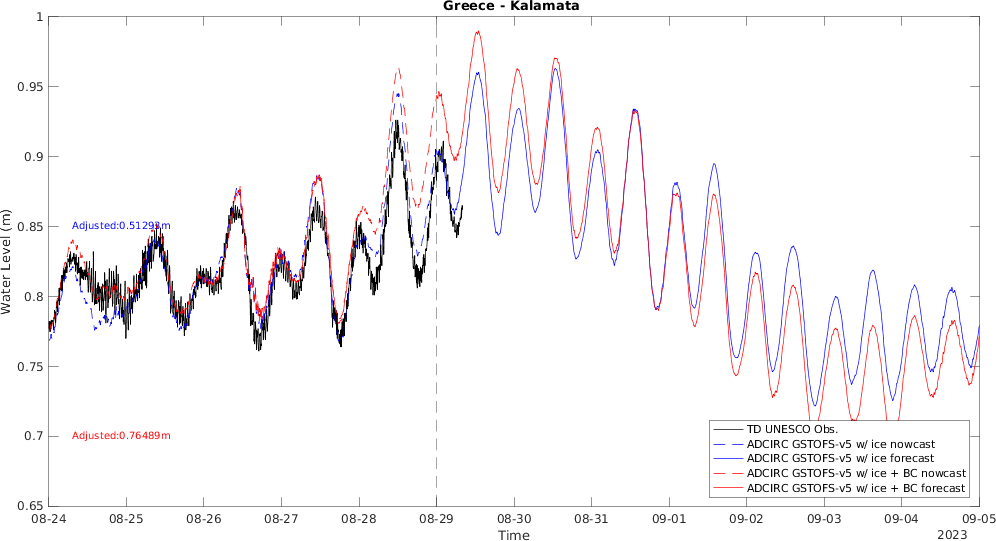 Greece - Kalamata
1
0.95
0.9
0.85
0.8
0.75
0.7
0.65
Water Level (m)
Adjusted:0.51293m
Adjusted:0.76489m
TD UNESCO Obs.
ADCIRC GSTOFS-v5 w/ ice nowcast
ADCIRC GSTOFS-v5 w/ ice forecast
ADCIRC GSTOFS-v5 w/ ice + BC nowcast
ADCIRC GSTOFS-v5 w/ ice + BC forecast
08-24 08-25 08-26 08-27 08-28 08-29 08-30 08-31 09-01 09-02 09-03 09-04 09-05
Time
2023